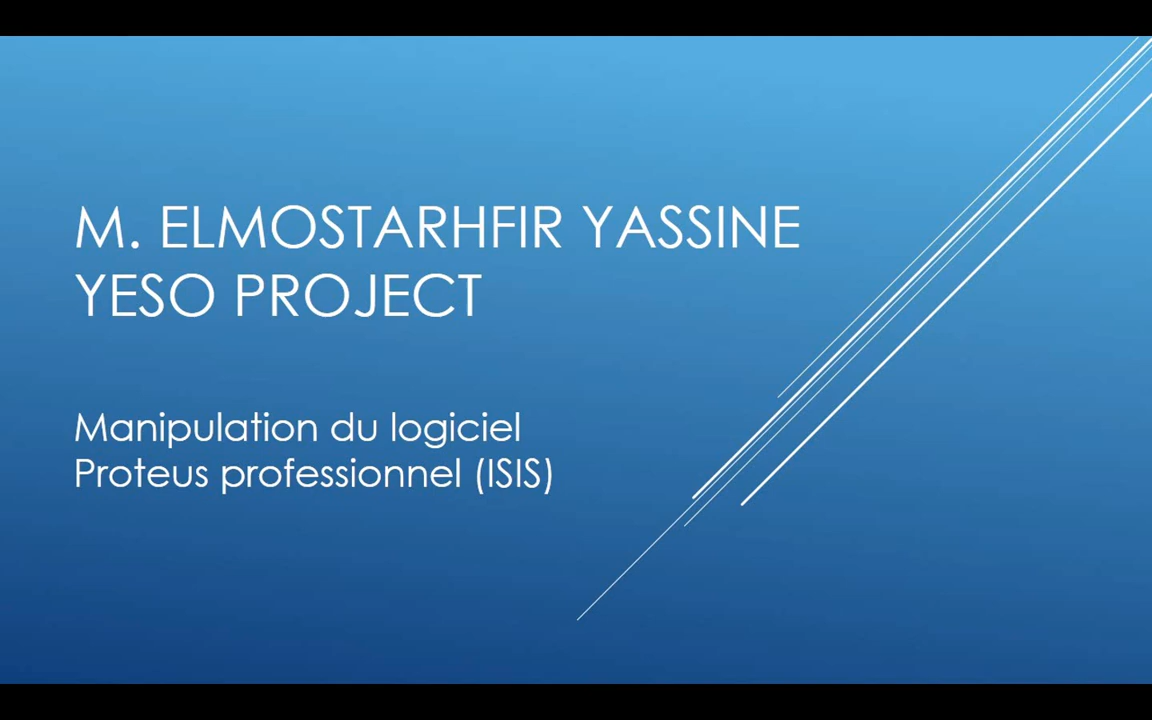 M. ELMOSTARHFIR YASSINE
YESO PROJECT
Manipulation du logiciel
Proteus professionnel (ISIS)